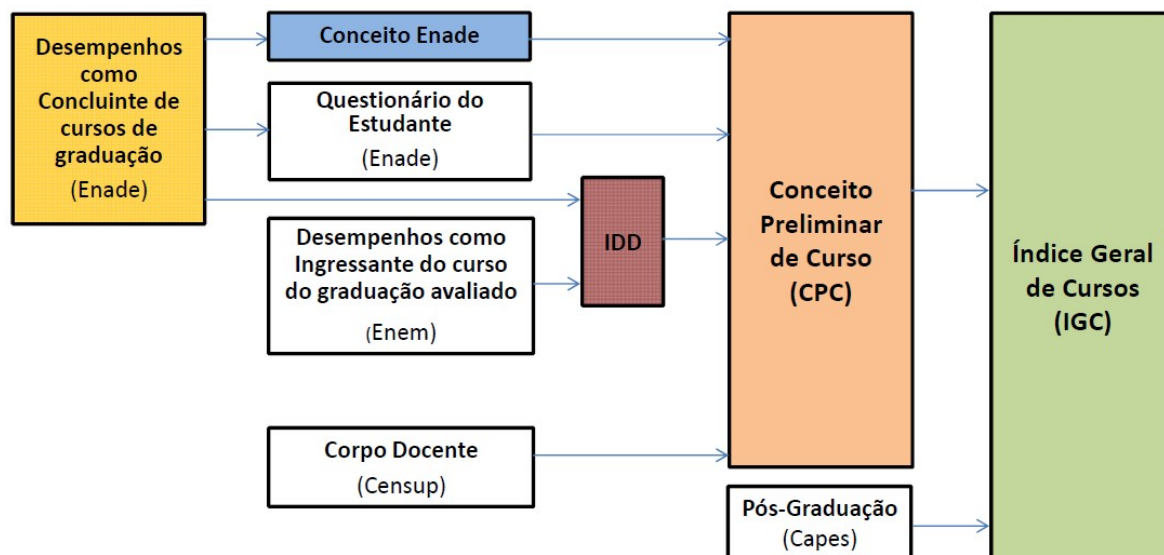 Desempenhos
como
Concluinte de
cursos de
graduação
(Enade)
Conceito Enade
Questionário do
Estudante
(Enade)
Desempenhos como
Ingressante do curso
do graduação avaliado
(Enem)
Corpo Docente
(Censup)
IDD
Conceito
Preliminar
de Curso
(CPC)
Pós-Graduação
(Capes)
Índice Geral
de Cursos
(IGC)